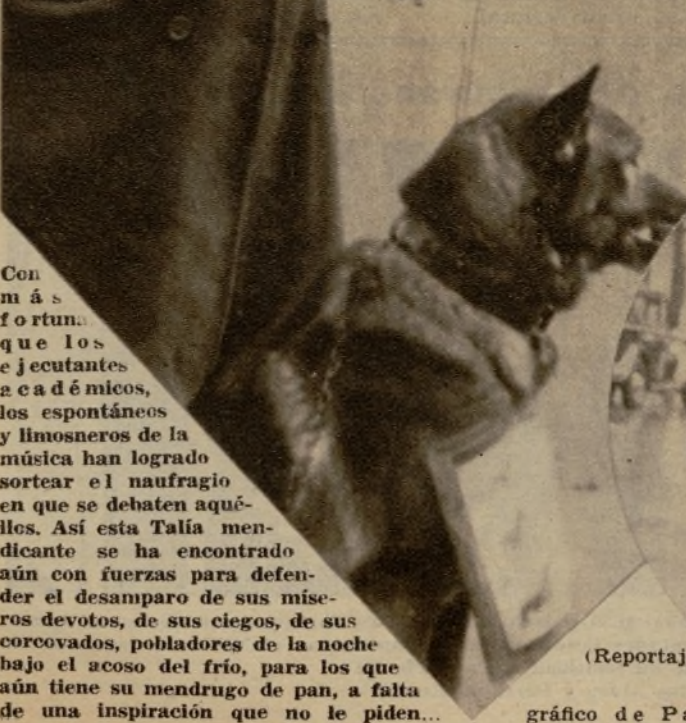 Con
más
fortuna
que los
ejecutantes
académicos,
los espontáneos
y limosneros de la
música han logrado
sortear el naufragio
en que se debaten aqué-
llos. Así esta Talía men-
dicante se ha encontrado
aún con fuerzas para defen-
der el desamparo de sus míse-
ros devotos, de sus ciegos, de sus
corcovados, pobladores de la noche
bajo el acoso del frío, para los que
aún tiene su mendrugo de pan, a falta
de una inspiración que no le piden...
(Reportaj
gráfico de Pa